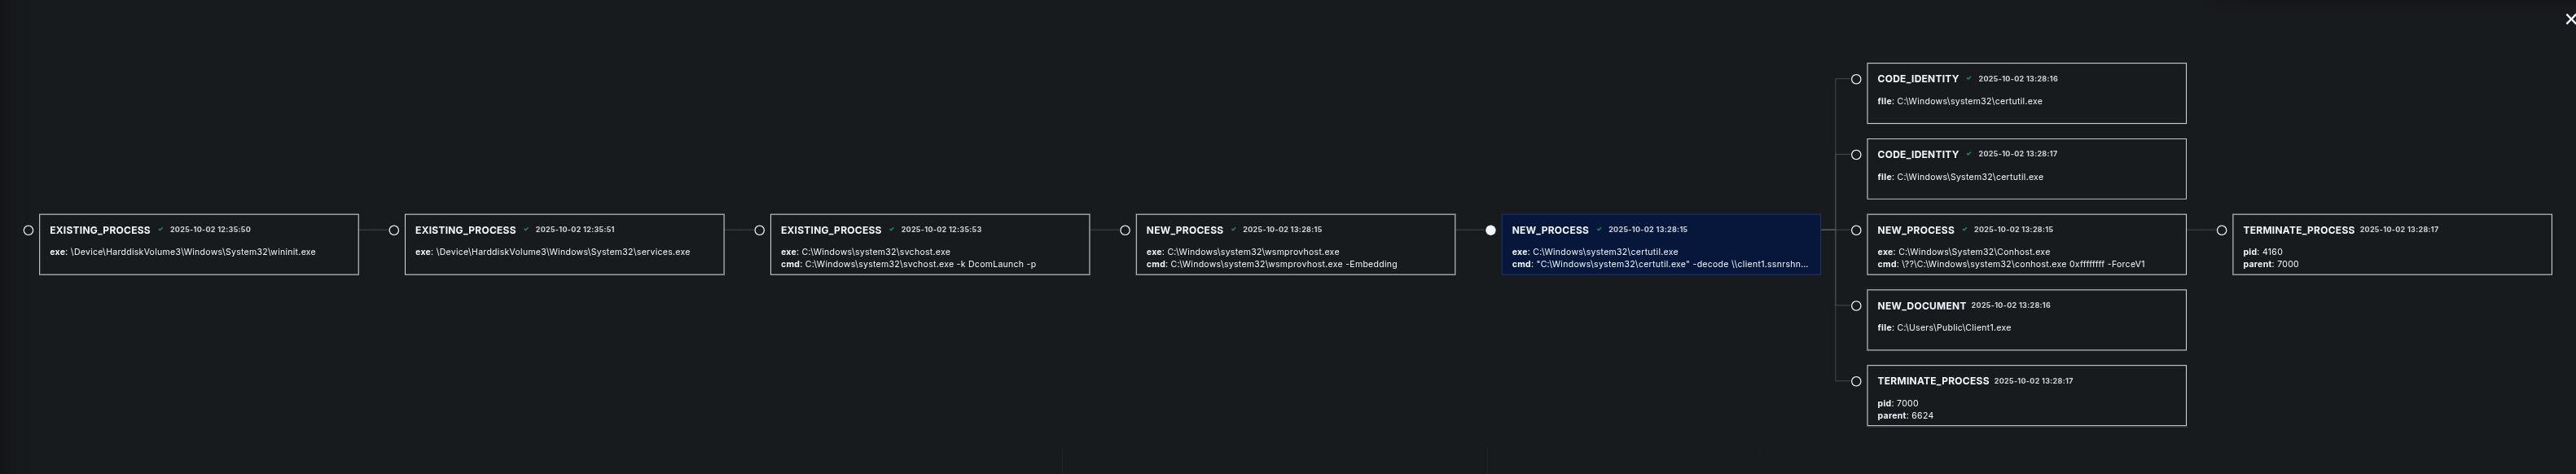 CODE_IDENTITY ✓ 2025-10-02 13:28:16
file: C:\Windows\system32\certutil.exe
CODE_IDENTITY ✓ 2025-10-02 13:28:17
file: C:\Windows\System32\certutil.exe
EXISTING_PROCESS ✓ 2025-10-02 12:35:50
exe: \Device\HarddiskVolume3\Windows\System32\wininit.exe
EXISTING_PROCESS ✓ 2025-10-02 12:35:51
exe: \Device\HarddiskVolume3\Windows\System32\services.exe
EXISTING_PROCESS ✓ 2025-10-02 12:35:53
exe: C:\Windows\system32\svchost.exe
cmd: C:\Windows\system32\svchost.exe -k DcomLaunch -p
NEW_PROCESS ✓ 2025-10-02 13:28:15
exe: C:\Windows\system32\wsmprovhost.exe
cmd: C:\Windows\system32\wsmprovhost.exe -Embedding
NEW_PROCESS ✓ 2025-10-02 13:28:15
exe: C:\Windows\system32\certutil.exe
cmd: "C:\Windows\system32\certutil.exe" -decode \\client1.ssnrshn...
NEW_PROCESS ✓ 2025-10-02 13:28:15
exe: C:\Windows\System32\Conhost.exe
cmd: \??\C:\Windows\system32\conhost.exe 0xffffffff -ForceV1
TERMINATE_PROCESS 2025-10-02 13:28:17
pid: 4160
parent: 7000
NEW_DOCUMENT 2025-10-02 13:28:16
file: C:\Users\Public\Client1.exe
TERMINATE_PROCESS 2025-10-02 13:28:17
pid: 7000
parent: 6624